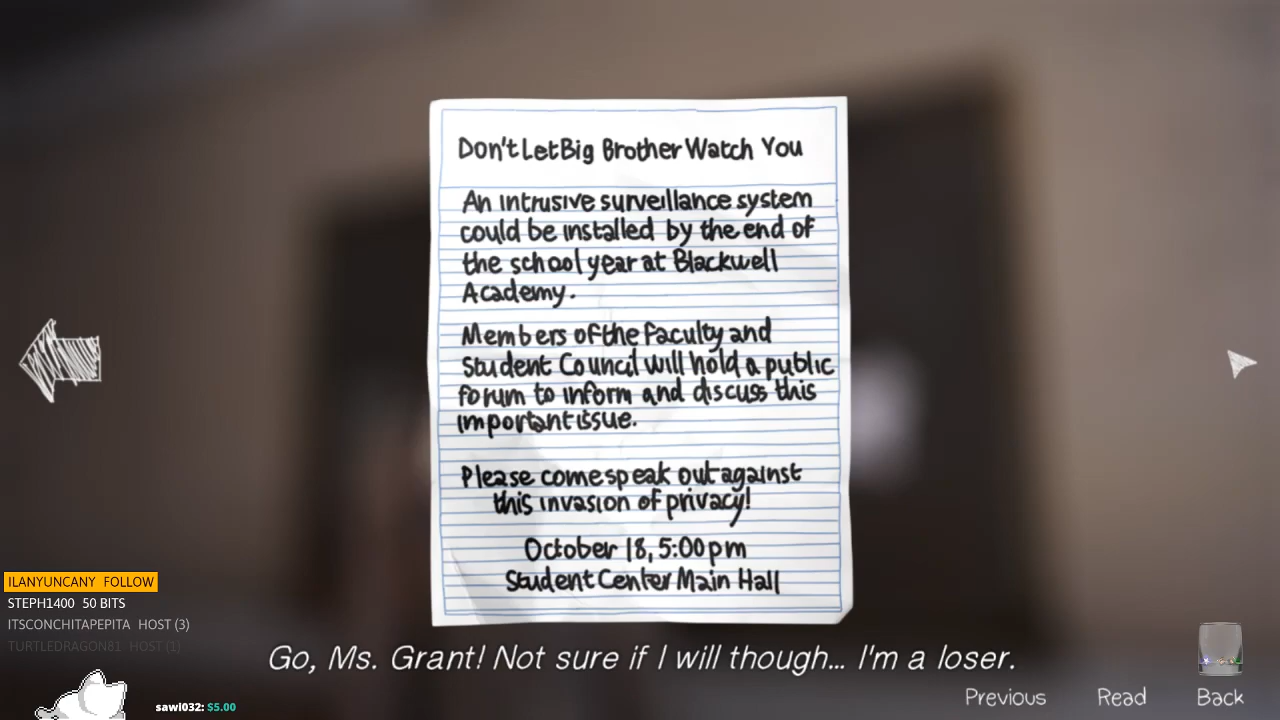 Don't Let Big Brother Watch You
An intrusive surveillance system
could be installed by the end of
the school year at Blackwell
Academy.
Members of the faculty and
Student Council will hold a public
forum to inform and discuss this
important issue.
Please come speak out against
this invasion of privacy!
October 18, 5:00pm
Student Center Main Hall
ILANYUNCANY FOLLOW
STEPH1400 50 BITS
ITSCONCHITAPEPITA HOST (3)
TURTLEDRAGON81 HOST (1)
Go, Ms. Grant! Not sure if I will though... I'm a loser.
sawl032: $5.00
Previous Read Back